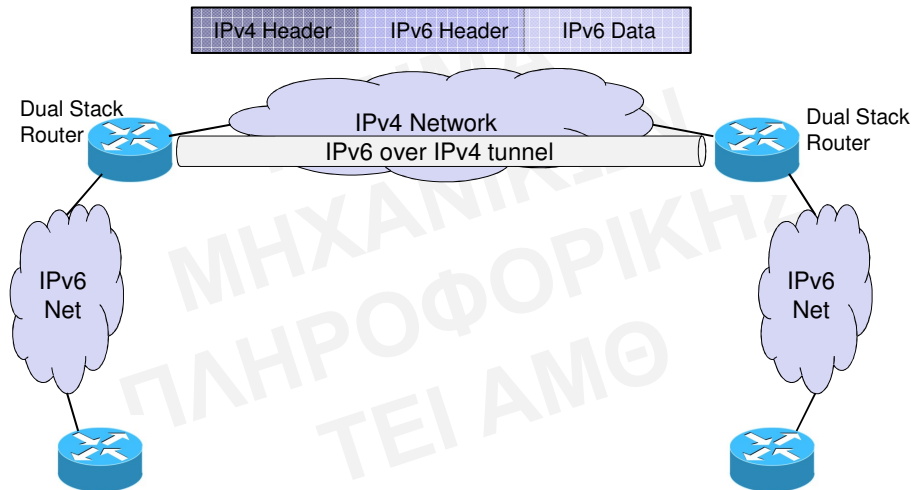 IPv4 Header IPv6 Header IPv6 Data
Dual Stack
Router
IPv4 Network
IPv6 over IPv4 tunnel
Dual Stack
Router
IPv6
Net
IPv6
Net
ΜΗΧΑΝΙΚΩΝ
ΠΛΗΡΟΦΟΡΙΚΗΣ
ΤΕΙ ΑΜΘ